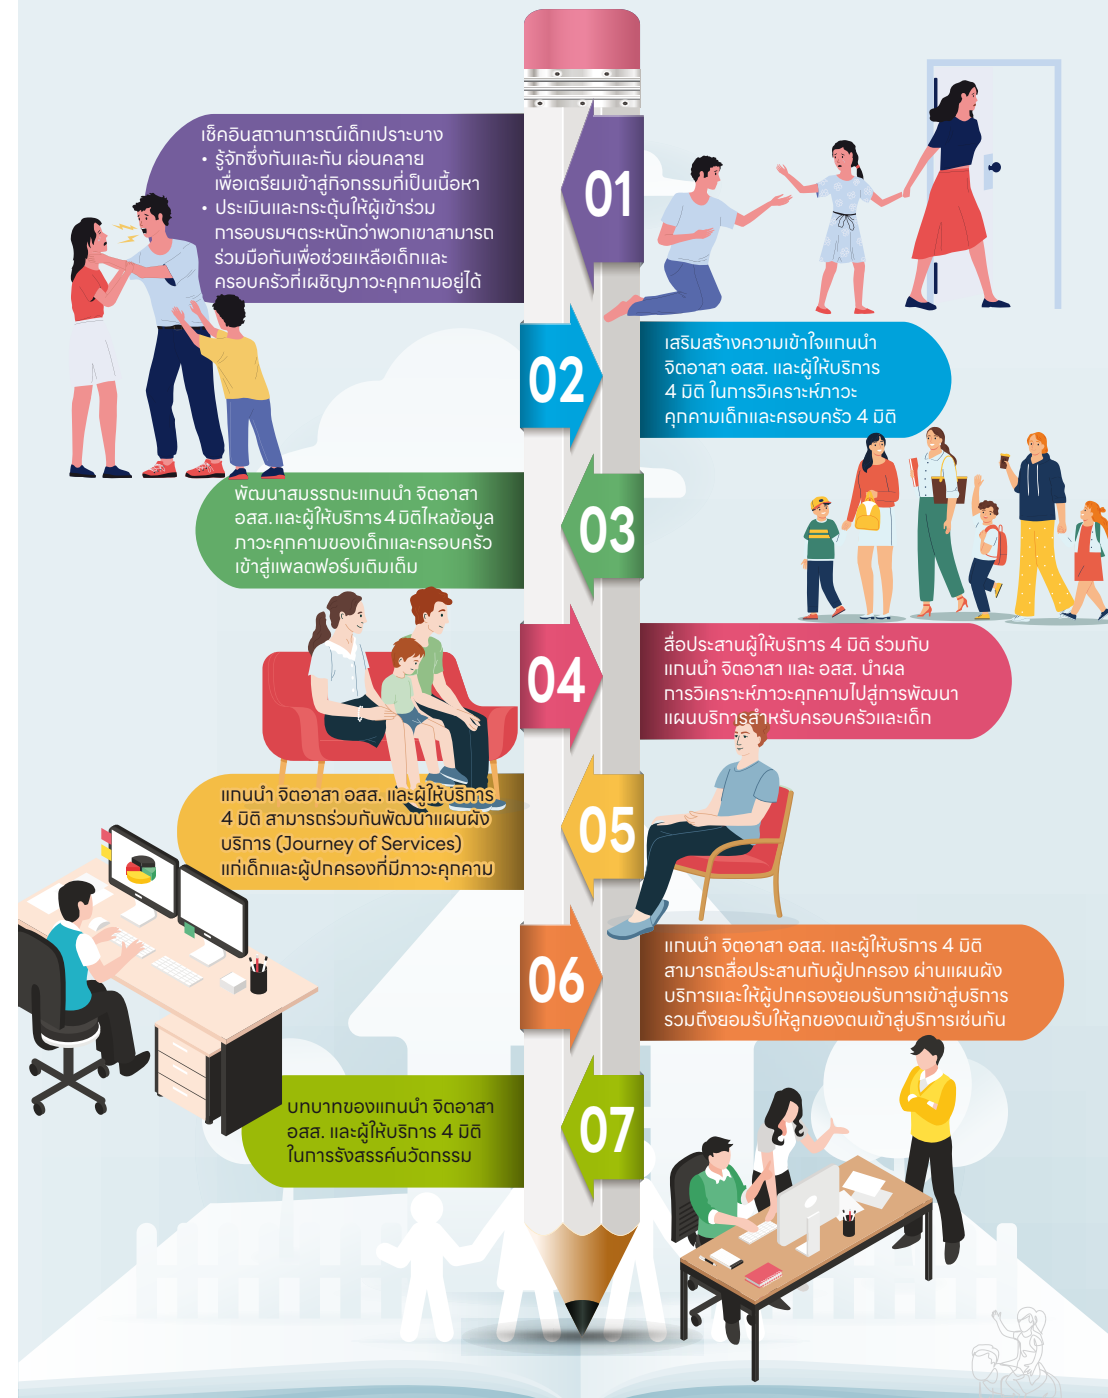 01
เช็คอินสถานการณ์เด็กเปราะบาง
• รู้จักซึ่งกันและกัน ผ่อนคลาย
เพื่อเตรียมเข้าสู่กิจกรรมที่เป็นเนื้อหา
• ประเมินและกระตุ้นให้ผู้เข้าร่วม
การอบรมฯตระหนักว่าพวกเขาสามารถ
ร่วมมือกันเพื่อช่วยเหลือเด็กและ
ครอบครัวที่เผชิญภาวะคุกคามอยู่ได้
02
เสริมสร้างความเข้าใจแกนนำ
จิตอาสา อสส. และผู้ให้บริการ
4 มิติ ในการวิเคราะห์ภาวะ
คุกคามเด็กและครอบครัว 4 มิติ
03
พัฒนาสมรรถนะแกนนำ จิตอาสา
อสส. และผู้ให้บริการ 4 มิติไหลข้อมูล
ภาวะคุกคามของเด็กและครอบครัว
เข้าสู่แพลตฟอร์มเติมเต็ม
04
สื่อประสานผู้ให้บริการ 4 มิติ ร่วมกับ
แกนนำ จิตอาสา และ อสส. นำผล
การวิเคราะห์ภาวะคุกคามไปสู่การพัฒนา
แผนบริการสำหรับครอบครัวและเด็ก
05
แกนนำ จิตอาสา อสส. และผู้ให้บริการ
4 มิติ สามารถร่วมกันพัฒนาแผนผัง
บริการ (Journey of Services)
แก่เด็กและผู้ปกครองที่มีภาวะคุกคาม
06
แกนนำ จิตอาสา อสส. และผู้ให้บริการ 4 มิติ
สามารถสื่อประสานกับผู้ปกครอง ผ่านแผนผัง
บริการและให้ผู้ปกครองยอมรับการเข้าสู่บริการ
รวมถึงยอมรับให้ลูกของตนเข้าสู่บริการเช่นกัน
07
บทบาทของแกนนำ จิตอาสา
อสส. และผู้ให้บริการ 4 มิติ
ในการรังสรรค์นวัตกรรม